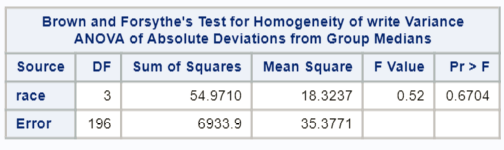 Brown and Forsythe's Test for Homogeneity of write Variance
ANOVA of Absolute Deviations from Group Medians
Source DF Sum of Squares Mean Square F Value Pr > F
race 3 54.9710 18.3237 0.52 0.6704
Error 196 6933.9 35.3771